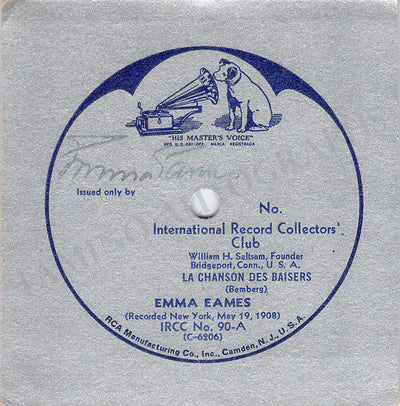 "HIS MASTER'S VOICE"
REG. U.S. PAT. OFF. MARCA REGISTRADA
Emma Eames
Issued only by
No.
International Record Collectors'
Club
William H. Seltsam, Founder
Bridgeport, Conn., U. S. A.
LA CHANSON DES BAISERS
(Bemberg)
EMMA EAMES
(Recorded New York, May 19, 1908)
IRCC No. 90-A
(C-6206)
RCA Manufacturing Co., Inc., Camden, N. J., U. S. A.